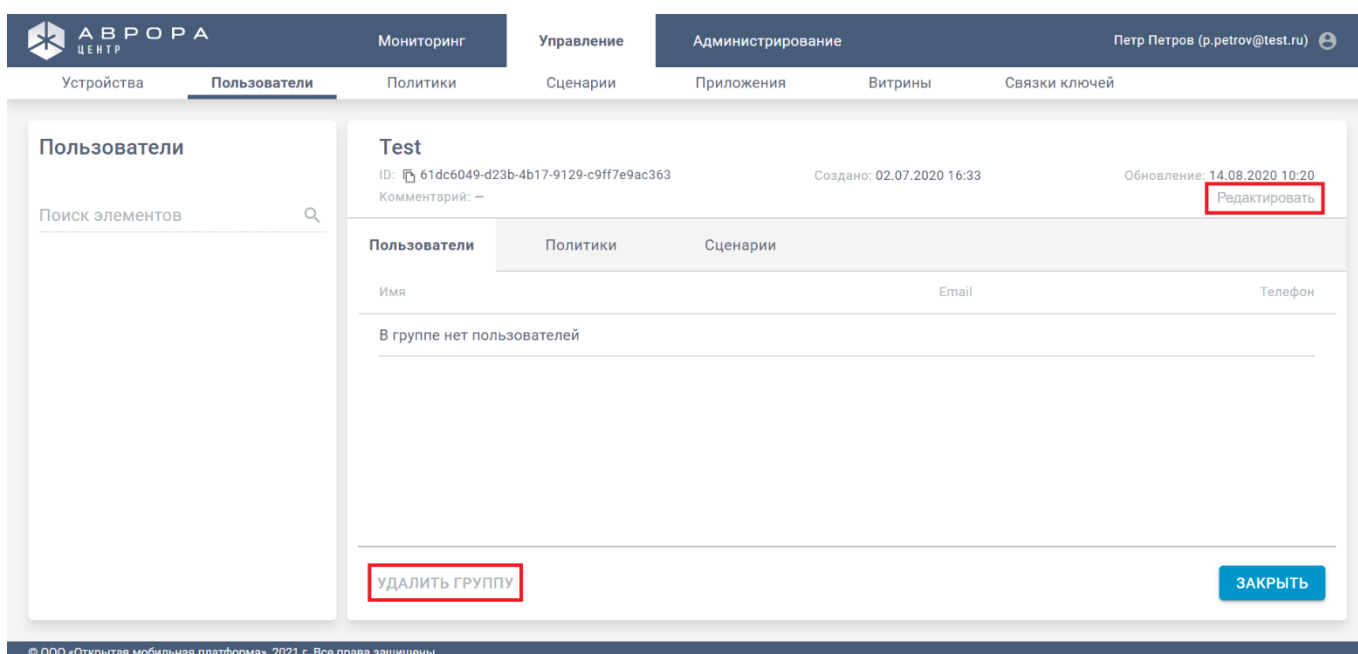 АВРОРА
ЦЕНТР
Мониторинг Управление Администрирование Петр Петров (p.petrov@test.ru)
Устройства Пользователи Политики Сценарии Приложения Витрины Связки ключей
Пользователи
Поиск элементов
Test
ID: 61dc6049-d23b-4b17-9129-c9ff7e9ac363 Создано: 02.07.2020 16:33 Обновление: 14.08.2020 10:20
Комментарий: — Редактировать
Пользователи Политики Сценарии
Имя Email Телефон
В группе нет пользователей
УДАЛИТЬ ГРУППУ ЗАКРЫТЬ
© ООО «Открытая мобильная платформа», 2021 г. Все права защищены